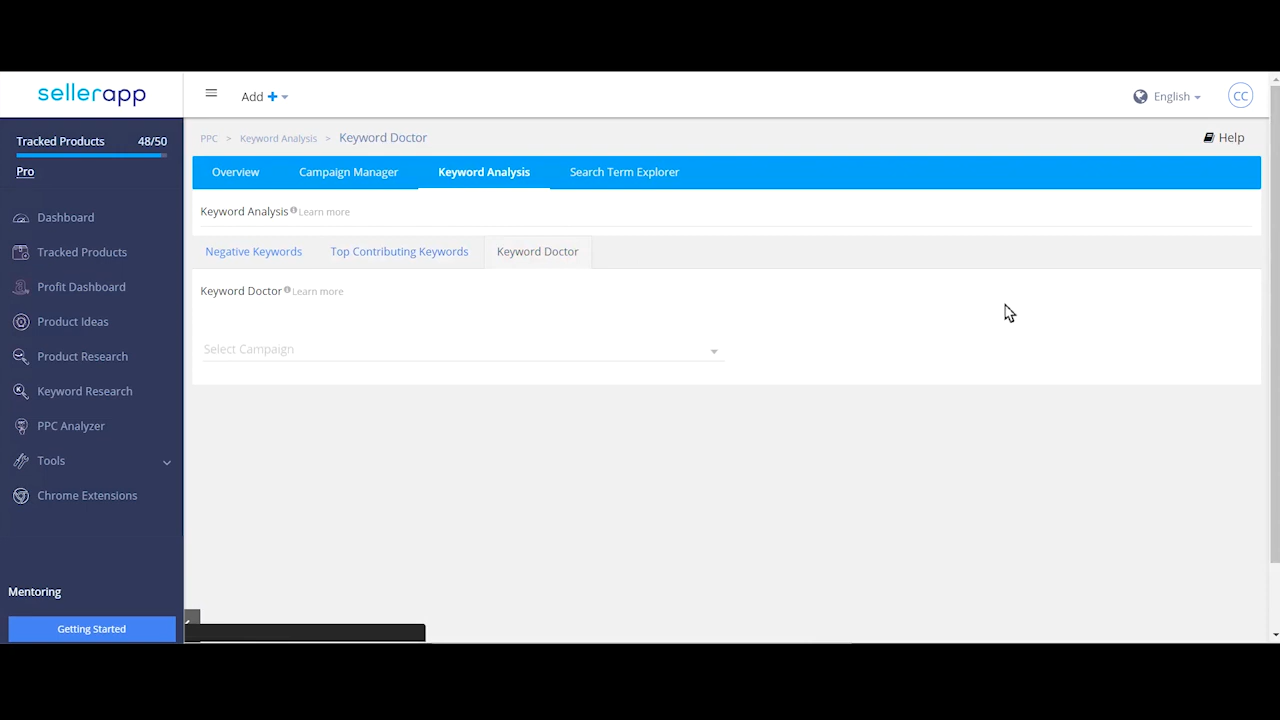 sellerapp
Add
English
CC
Tracked Products 48/50
Pro
PPC > Keyword Analysis > Keyword Doctor
Help
Overview Campaign Manager Keyword Analysis Search Term Explorer
Keyword Analysis Learn more
Negative Keywords Top Contributing Keywords Keyword Doctor
Keyword Doctor Learn more
Select Campaign
Dashboard
Tracked Products
Profit Dashboard
Product Ideas
Product Research
Keyword Research
PPC Analyzer
Tools
Chrome Extensions
Mentoring
Getting Started